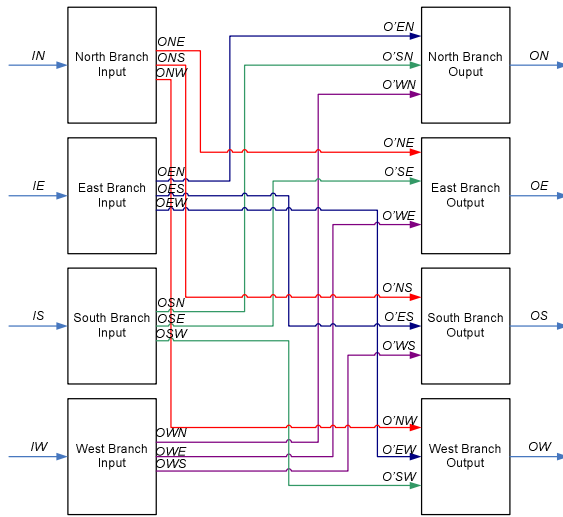 IN
North Branch
Input
ONE
ONS
ONW
O'EN
O'SN
O'WN
North Branch
Ouput
ON
IE
East Branch
Input
OEN
OES
OEW
O'NE
O'SE
O'WE
East Branch
Output
OE
IS
South Branch
Input
OSN
OSE
OSW
O'NS
O'ES
O'WS
South Branch
Output
OS
IW
West Branch
Input
OWN
OWE
OWS
O'NW
O'EW
O'SW
West Branch
Output
OW